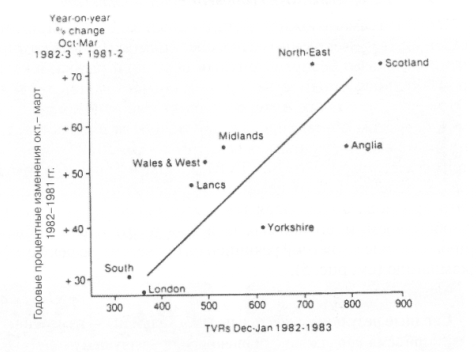 Year-on-year
% change
Oct-Mar
1982-3 ÷ 1981-2
Годовые процентные изменения окт.– март
1982–1981 гг.
+ 70
+ 60
+ 50
+ 40
+ 30
North-East
Scotland
Midlands
Anglia
Wales & West
Lancs
Yorkshire
South
London
300 400 500 600 700 800 900
TVRs Dec-Jan 1982-1983